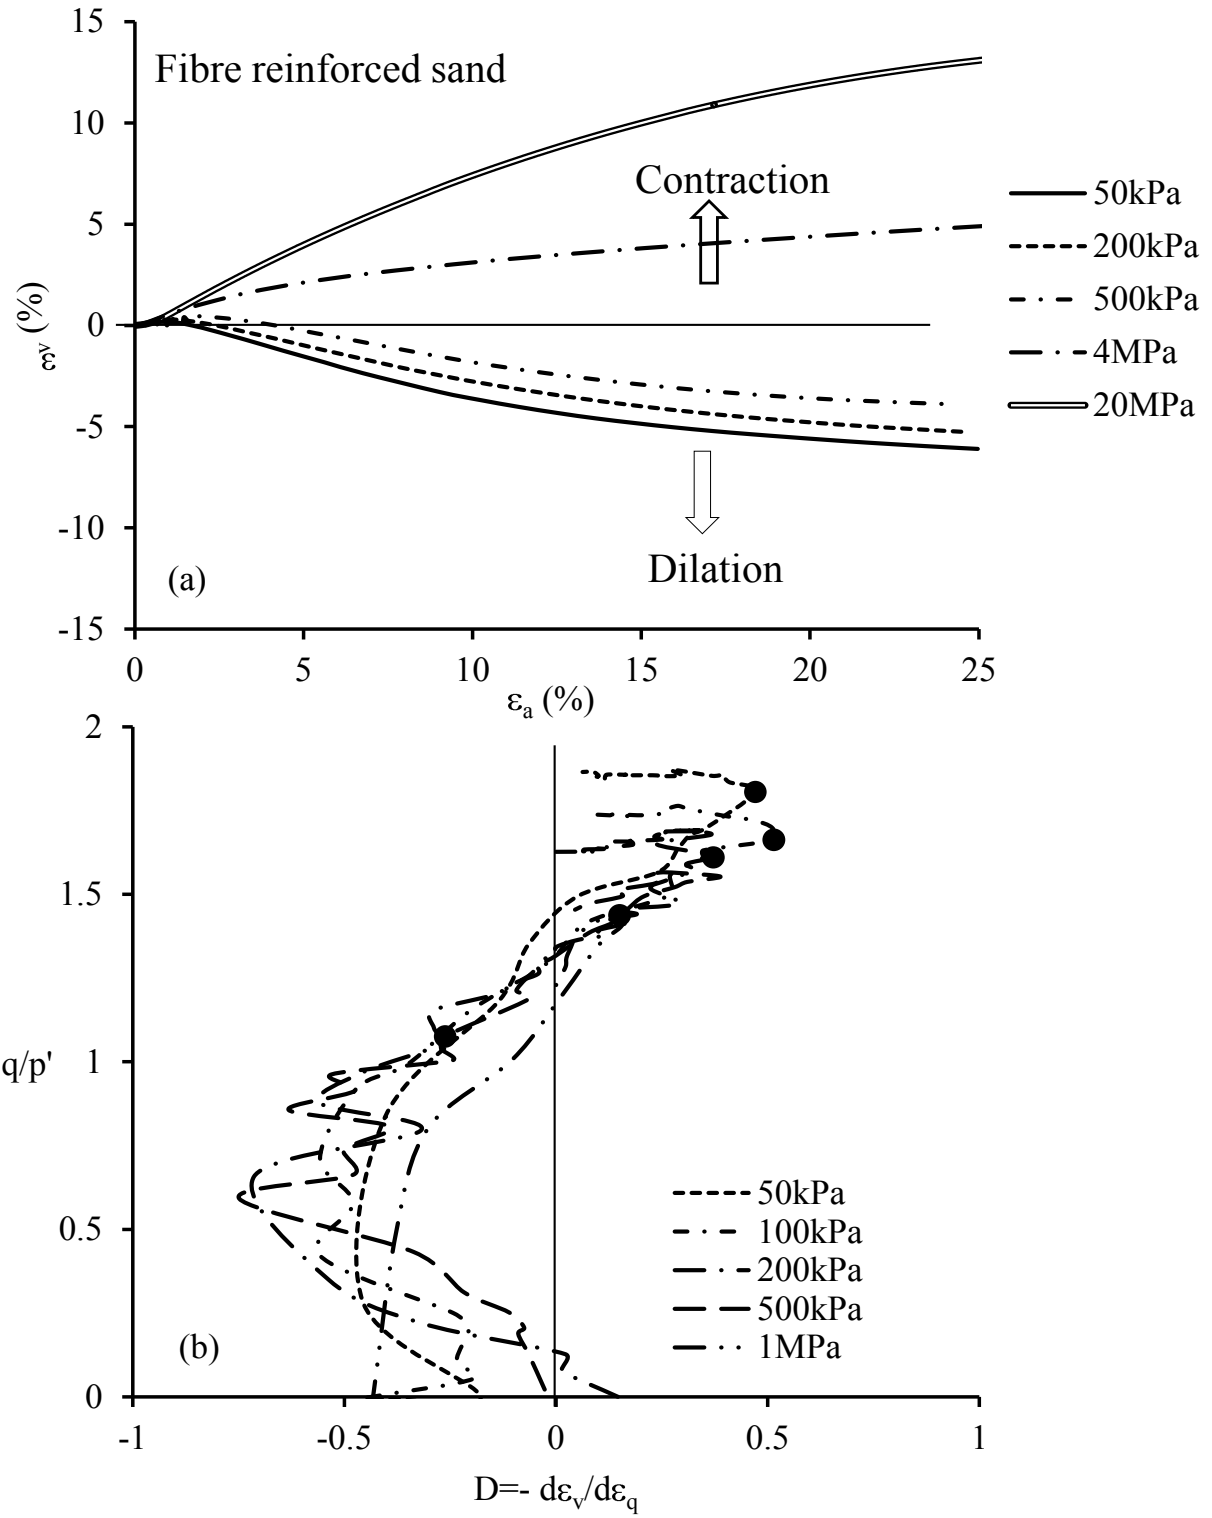 15
Fibre reinforced sand
10
Contraction
5
0
-5
-10
-15
εv (%)
Dilation
(a)
50kPa
200kPa
500kPa
4MPa
20MPa
0 5 10 15 20 25
εa (%)
2
1.5
1
0.5
0
q/p'
50kPa
100kPa
200kPa
500kPa
1MPa
(b)
-1 -0.5 0 0.5 1
D=- dεv/dεq